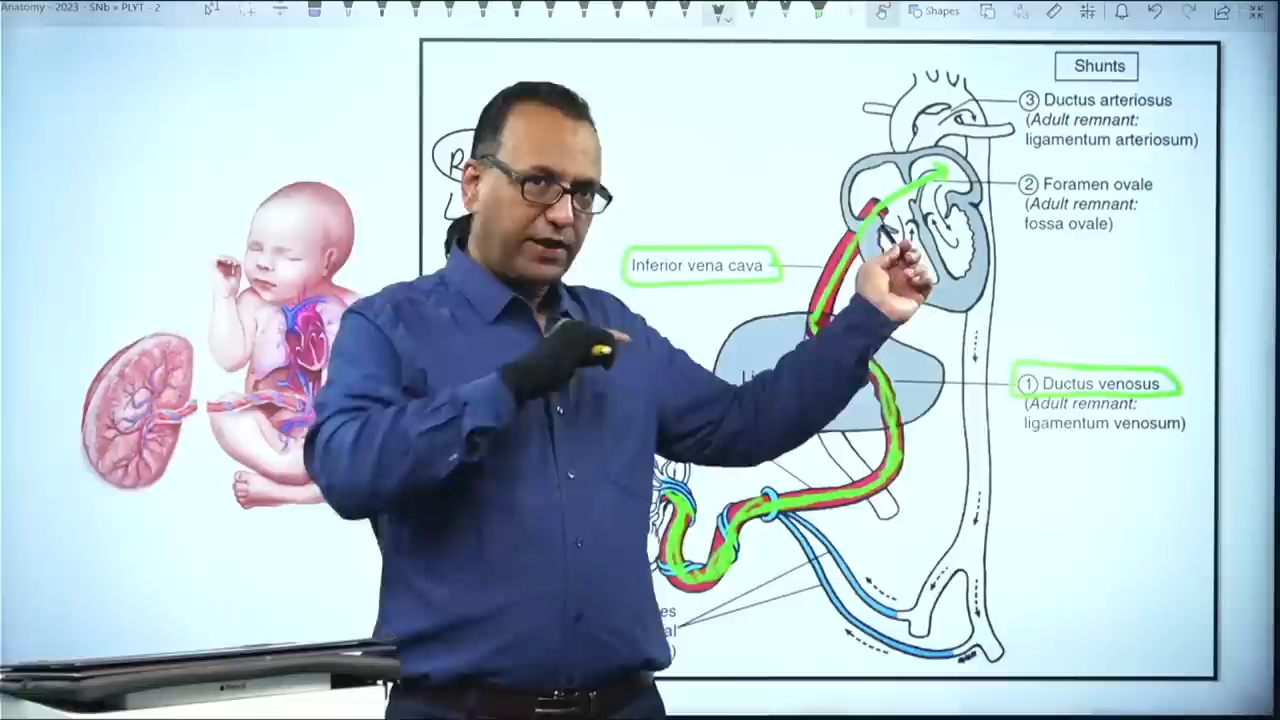 Anatomy - 2023 - SNb » PLYT - 2
Shapes
Shunts
③ Ductus arteriosus
(Adult remnant:
ligamentum arteriosum)
② Foramen ovale
(Adult remnant:
fossa ovale)
Inferior vena cava
① Ductus venosus
(Adult remnant:
ligamentum venosum)